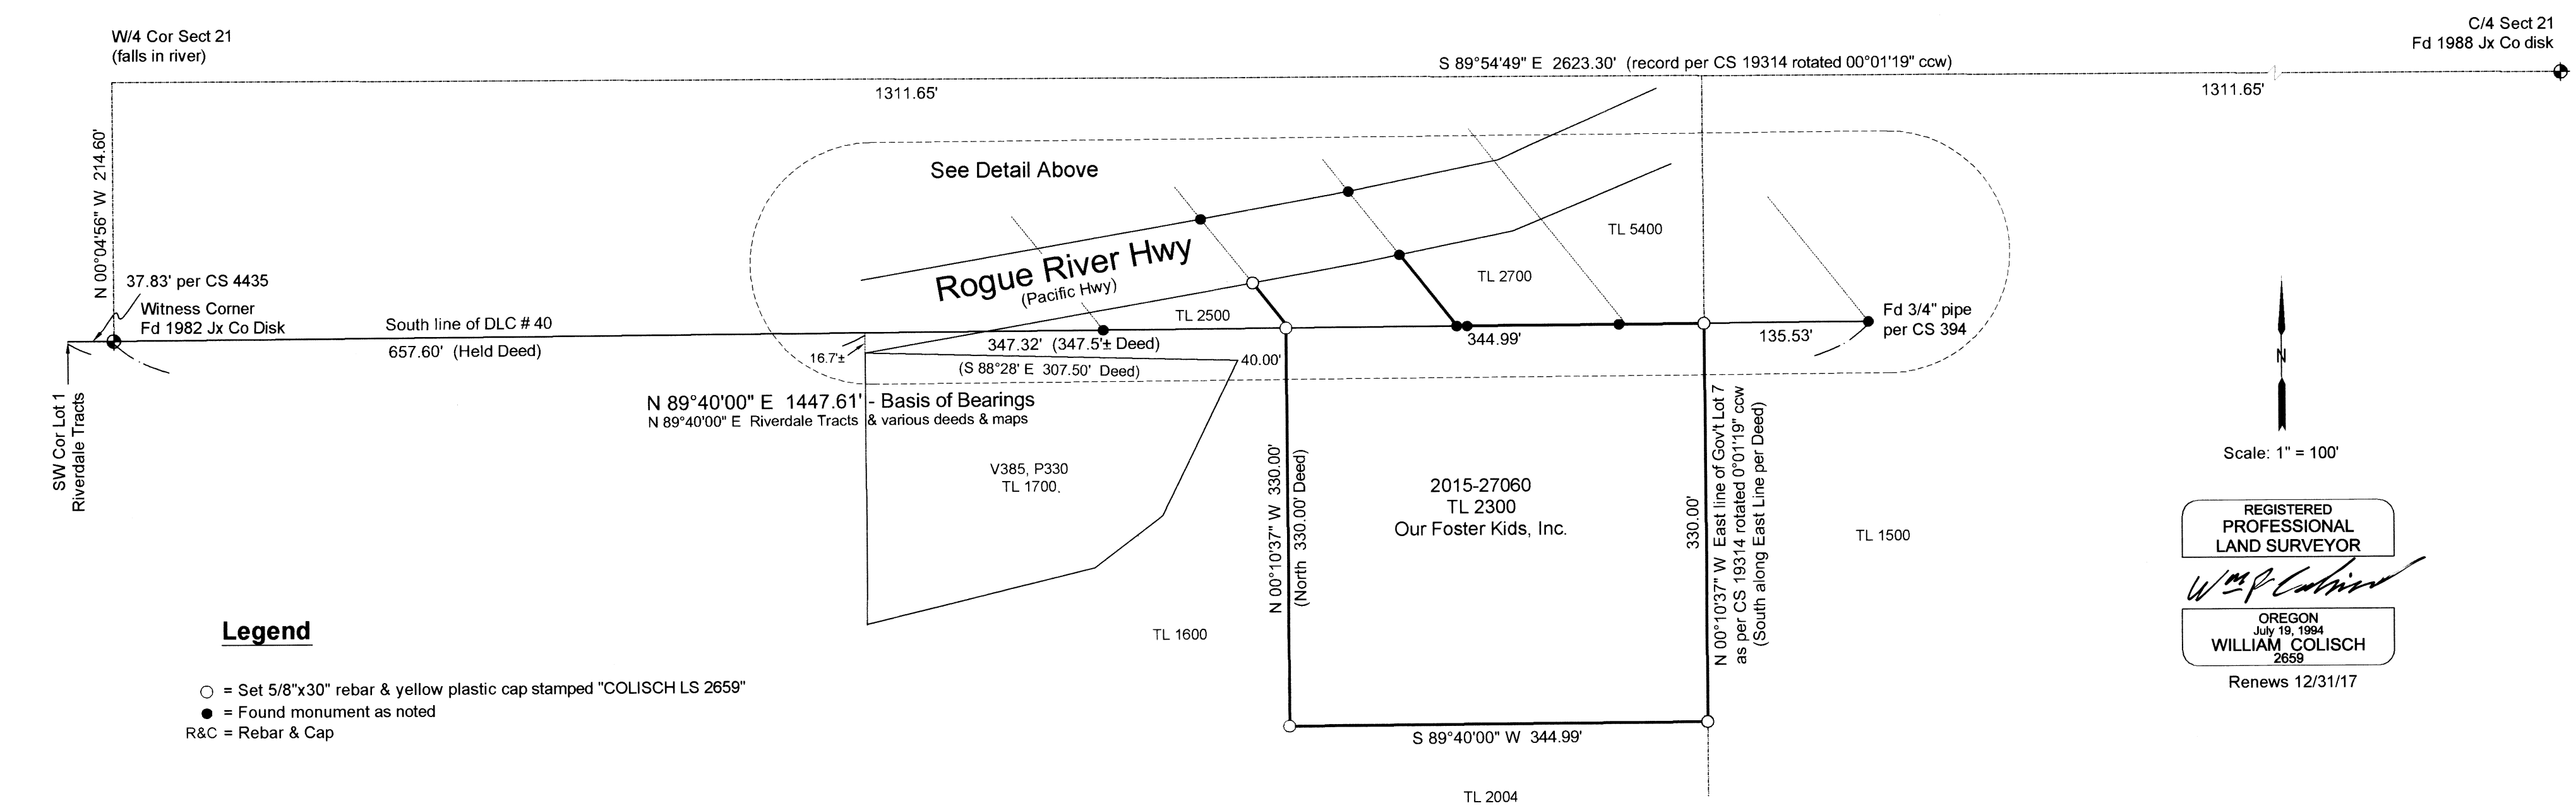 W/4 Cor Sect 21
(falls in river)
C/4 Sect 21
Fd 1988 Jx Co disk
S 89°54'49" E 2623.30' (record per CS 19314 rotated 00°01'19" ccw)
1311.65'
1311.65'
N 00°04'56" W 214.60'
See Detail Above
Rogue River Hwy
(Pacific Hwy)
TL 5400
TL 2700
TL 2500
37.83' per CS 4435
Witness Corner
Fd 1982 Jx Co Disk
South line of DLC # 40
657.60' (Held Deed)
16.7'±
347.32' (347.5'± Deed)
(S 88°28' E 307.50' Deed)
40.00'
344.99'
135.53'
Fd 3/4" pipe
per CS 394
SW Cor Lot 1
Riverdale Tracts
N 89°40'00" E 1447.61' - Basis of Bearings
N 89°40'00" E Riverdale Tracts & various deeds & maps
V385, P330
TL 1700
N 00°10'37" W 330.00'
(North 330.00' Deed)
2015-27060
TL 2300
Our Foster Kids, Inc.
330.00'
N 00°10'37" W East line of Gov't Lot 7
as per CS 19314 rotated 0°01'19" ccw
(South along East Line per Deed)
TL 1500
TL 1600
S 89°40'00" W 344.99'
TL 2004
N
Scale: 1" = 100'
REGISTERED
PROFESSIONAL
LAND SURVEYOR
Wm P Colisch
OREGON
July 19, 1994
WILLIAM COLISCH
2659
Renews 12/31/17
Legend
= Set 5/8"x30" rebar & yellow plastic cap stamped "COLISCH LS 2659"
= Found monument as noted
R&C = Rebar & Cap